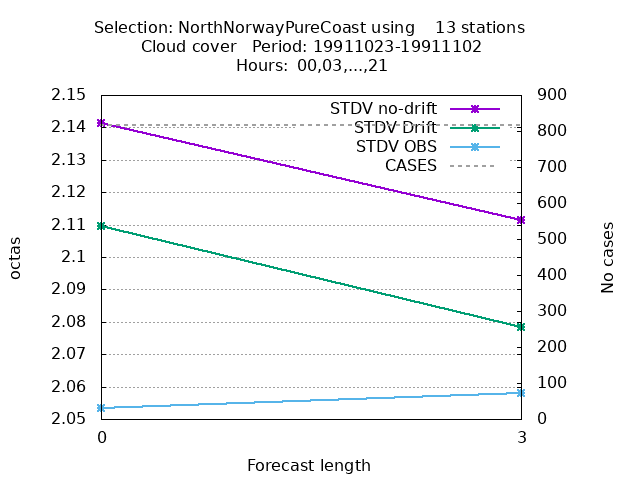 Selection: NorthNorwayPureCoast using    13 stations
Cloud cover   Period: 19911023-19911102
Hours:  00,03,...,21
2.15
2.14
2.13
2.12
2.11
2.1
2.09
2.08
2.07
2.06
2.05
octas
STDV no-drift
STDV Drift
STDV OBS
CASES
900
800
700
600
500
400
300
200
100
0
No cases
0
3
Forecast length